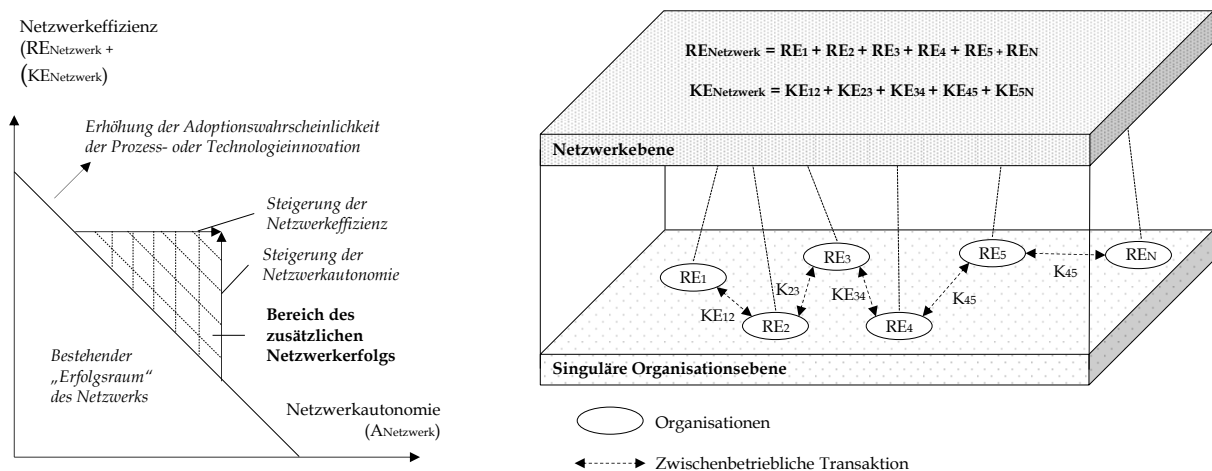 Netzwerkeffizienz
(RENetzwerk +
(KENetzwerk)
Erhöhung der Adoptionswahrscheinlichkeit
der Prozess- oder Technologieinnovation
Steigerung der
Netzwerkeffizienz
Steigerung der
Netzwerkautonomie
Bereich des
zusätzlichen
Netzwerkerfolgs
Bestehender
„Erfolgsraum“
des Netzwerks
Netzwerkautonomie
(ANetzwerk)
RENetzwerk = RE1 + RE2 + RE3 + RE4 + RE5 + REN
KENetzwerk = KE12 + KE23 + KE34 + KE45 + KE5N
Netzwerkebene
RE1
KE12
RE2
K23
RE3
KE34
RE4
K45
RE5
K45
REN
Singuläre Organisationsebene
Organisationen
Zwischenbetriebliche Transaktion